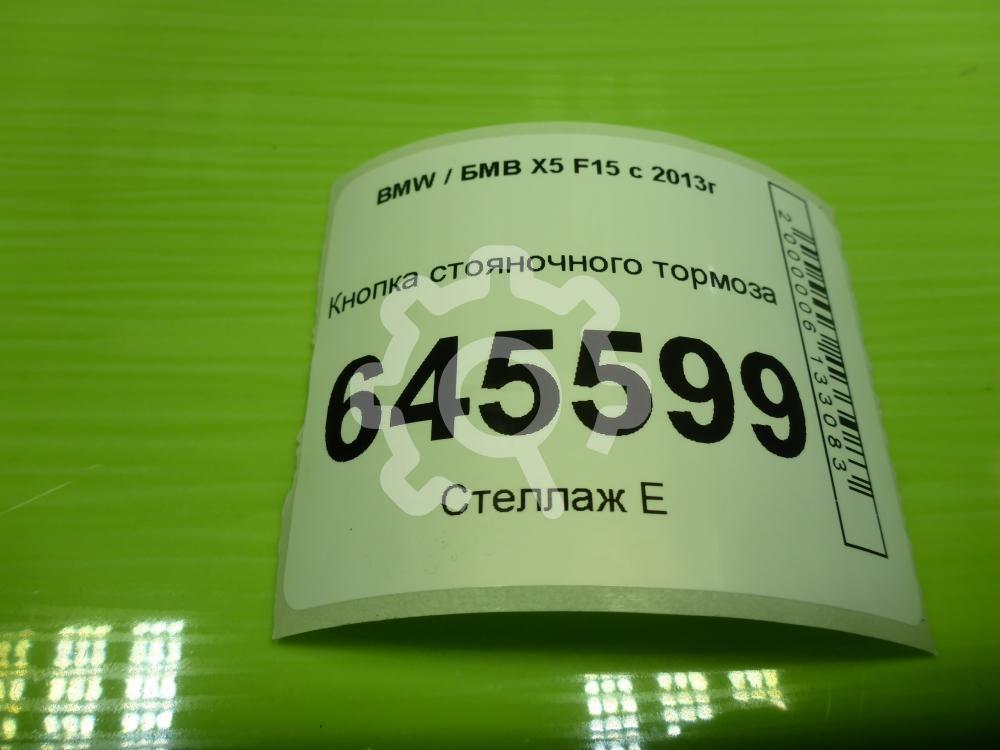 BMW / БМВ X5 F15 с 2013г
Кнопка стояночного тормоза
645599
Стеллаж Е
2000006133083